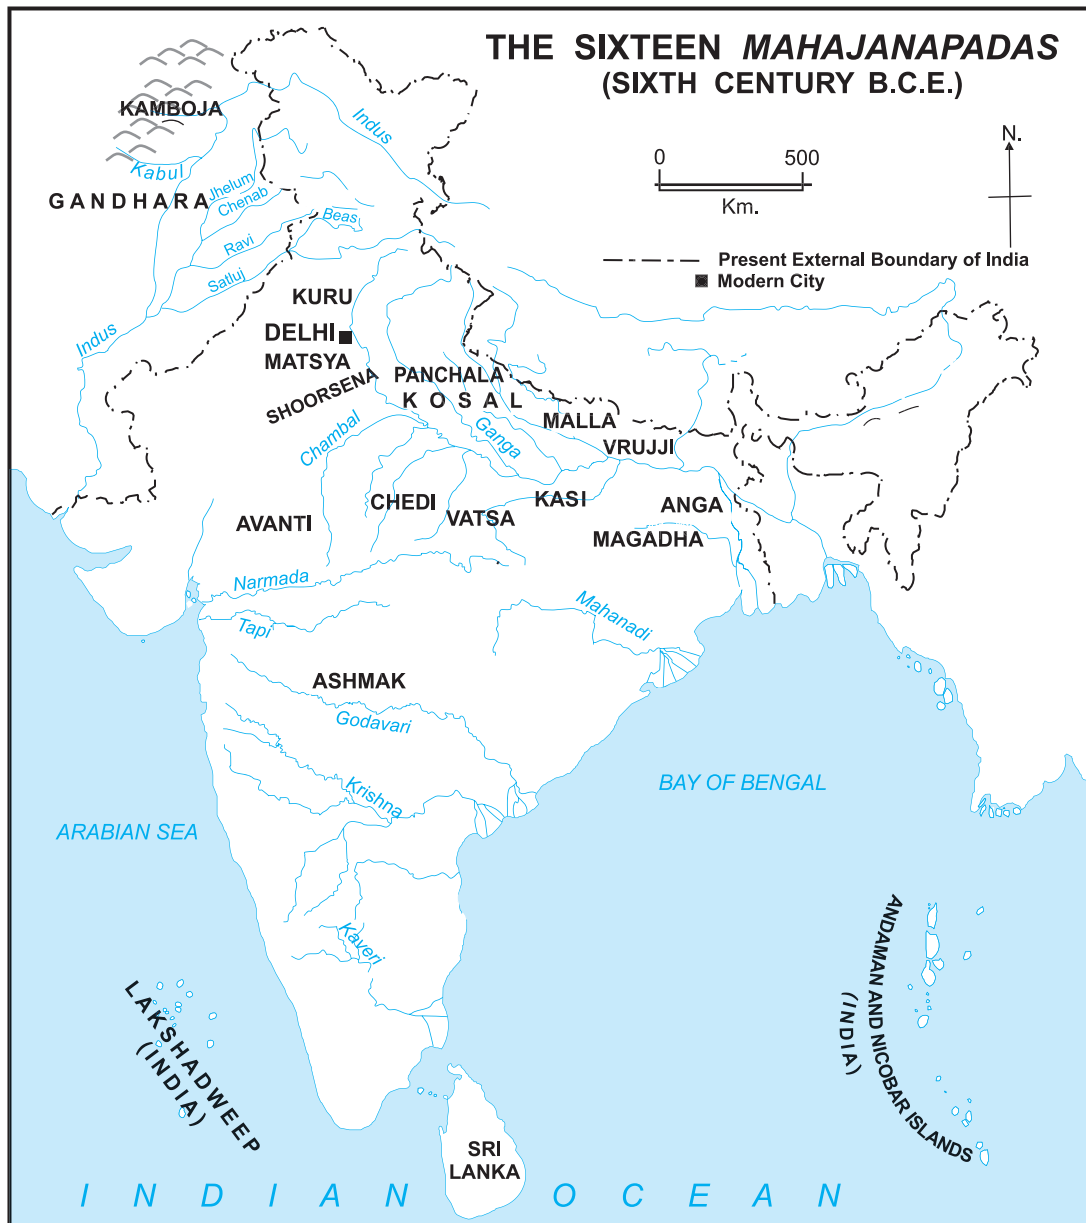 THE SIXTEEN MAHAJANAPADAS
(SIXTH CENTURY B.C.E.)
KAMBOJA
Indus
0 500
Km.
N.
Kabul
GANDHARA
Jhelum
Chenab
Beas
Ravi
Satluj
Present External Boundary of India
Modern City
KURU
Indus
DELHI
MATSYA
SHOORSENA
PANCHALA
KOSAL
MALLA
Chambal
Ganga
VRUJJI
CHEDI
KASI
ANGA
AVANTI
VATSA
MAGADHA
Narmada
Tapi
Mahanadi
ASHMAK
Godavari
Krishna
BAY OF BENGAL
ARABIAN SEA
Kaveri
LAKSHADWEEP
(INDIA)
ANDAMAN AND NICOBAR ISLANDS
(INDIA)
SRI
LANKA
INDIAN OCEAN